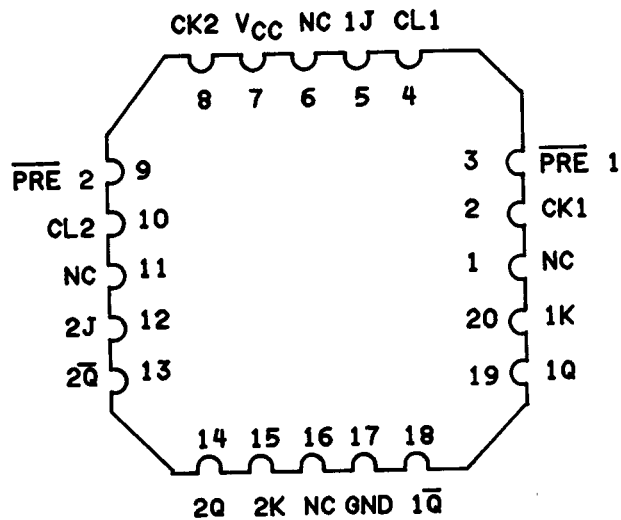 CK2 VCC NC 1J CL1
8 7 6 5 4
P̅R̅E̅ 2 9 3 P̅R̅E̅ 1
CL2 10 2 CK1
NC 11 1 NC
2J 12 20 1K
2Q̅ 13 19 1Q
14 15 16 17 18
2Q 2K NC GND 1Q̅